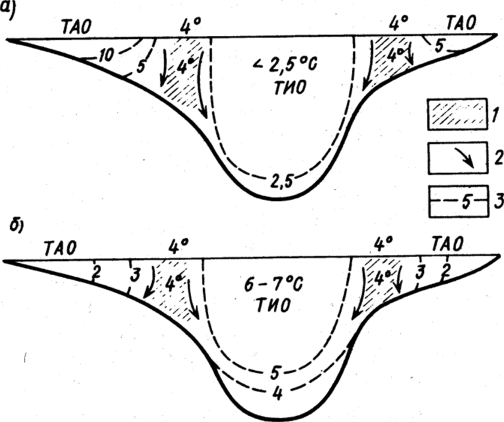 а)
ТАО 4° 4° ТАО
10 5 4° < 2,5°С 4° 5
ТИО
2,5
1
2
5 3
б)
ТАО 4° 4° ТАО
2 3 4° 6-7°С 4° 3 2
ТИО
5
4